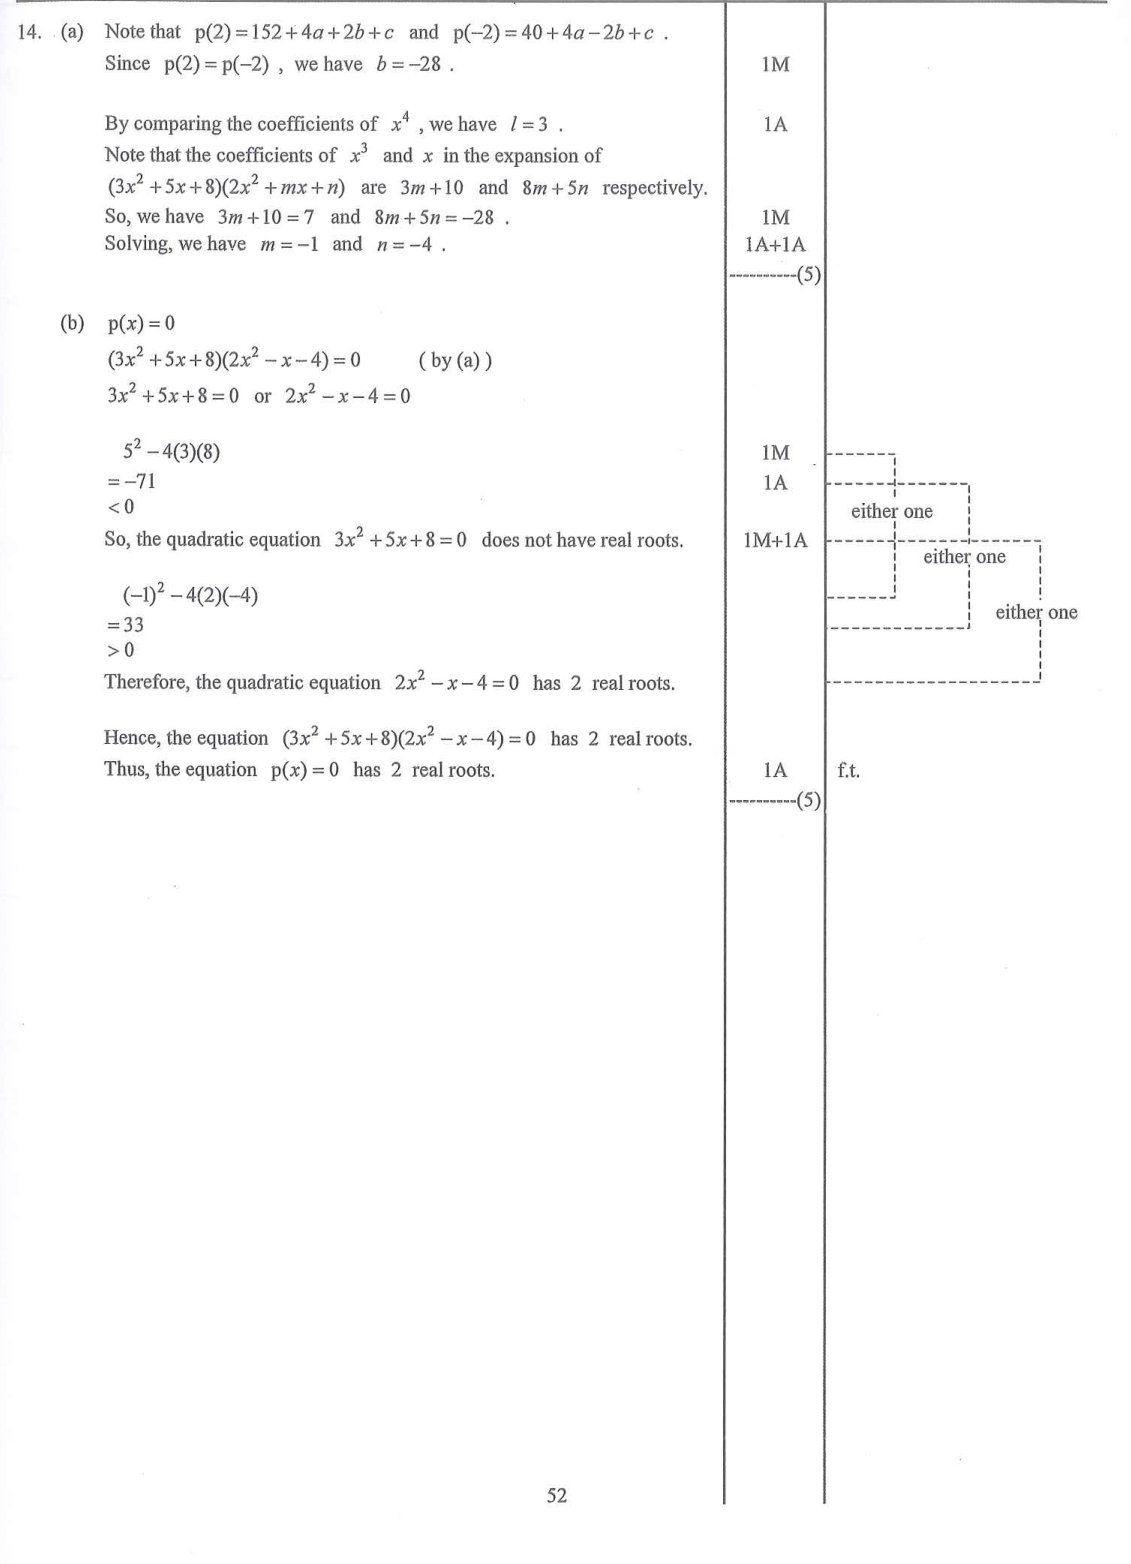 14. (a) Note that p(2) = 152 + 4a + 2b + c and p(−2) = 40 + 4a − 2b + c .
Since p(2) = p(−2) , we have b = −28 . 1M
By comparing the coefficients of x⁴ , we have l = 3 . 1A
Note that the coefficients of x³ and x in the expansion of
(3x² + 5x + 8)(2x² + mx + n) are 3m + 10 and 8m + 5n respectively.
So, we have 3m + 10 = 7 and 8m + 5n = −28 . 1M
Solving, we have m = −1 and n = −4 . 1A+1A
----------(5)
(b) p(x) = 0
(3x² + 5x + 8)(2x² − x − 4) = 0 ( by (a) )
3x² + 5x + 8 = 0 or 2x² − x − 4 = 0
5² − 4(3)(8) 1M
= −71 1A
< 0
either one
So, the quadratic equation 3x² + 5x + 8 = 0 does not have real roots. 1M+1A
either one
(−1)² − 4(2)(−4)
either one
= 33
> 0
Therefore, the quadratic equation 2x² − x − 4 = 0 has 2 real roots.
Hence, the equation (3x² + 5x + 8)(2x² − x − 4) = 0 has 2 real roots.
Thus, the equation p(x) = 0 has 2 real roots. 1A f.t.
----------(5)
52